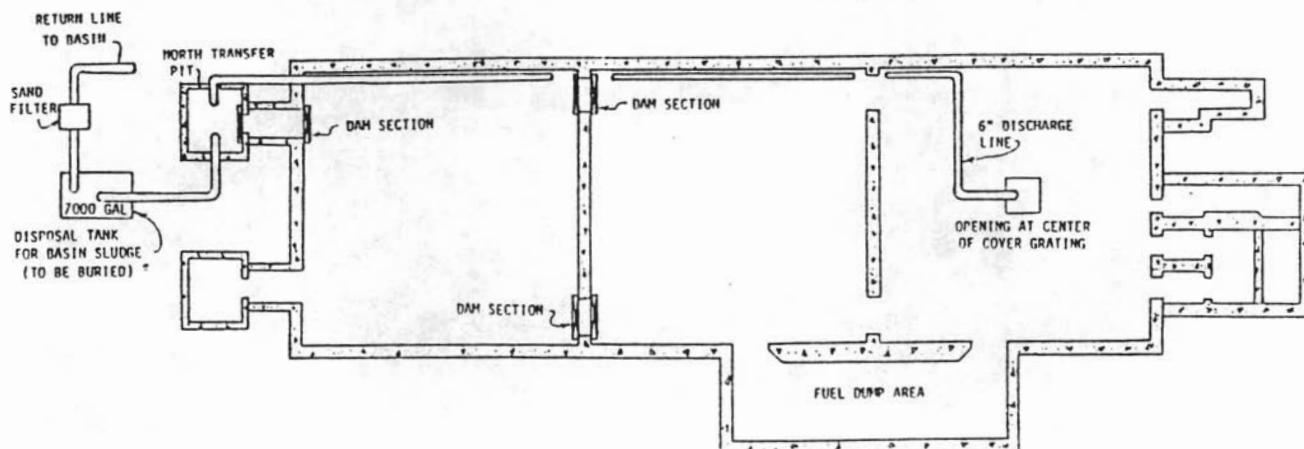 RETURN LINE
TO BASIN
NORTH TRANSFER
PIT
SAND
FILTER
DAM SECTION
DAM SECTION
6" DISCHARGE
LINE
7000 GAL
OPENING AT CENTER
OF COVER GRATING
DISPOSAL TANK
FOR BASIN SLUDGE
(TO BE BURIED)
DAM SECTION
FUEL DUMP AREA